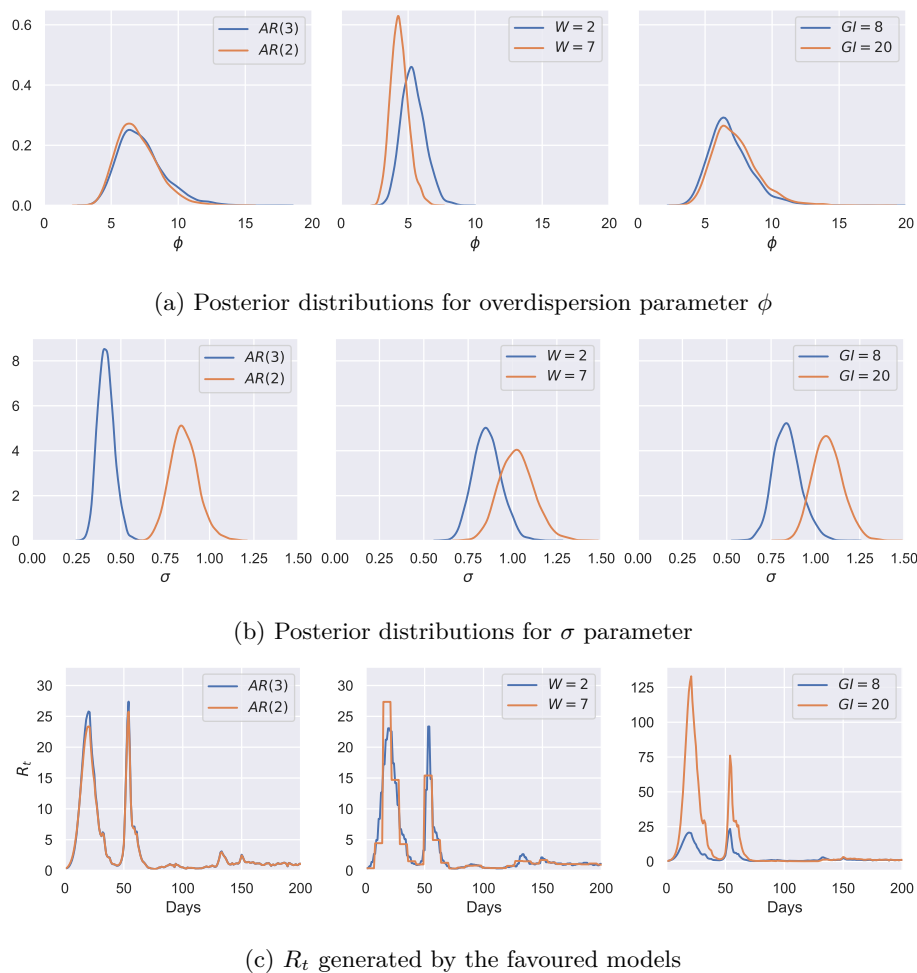 0.6
0.4
0.2
0.0
AR(3)
AR(2)
W = 2
W = 7
GI = 8
GI = 20
0 5 10 15 20
0 5 10 15 20
0 5 10 15 20
ϕ ϕ ϕ
(a) Posterior distributions for overdispersion parameter ϕ
8
6
4
2
0
AR(3)
AR(2)
W = 2
W = 7
GI = 8
GI = 20
0.00 0.25 0.50 0.75 1.00 1.25 1.50
0.00 0.25 0.50 0.75 1.00 1.25 1.50
0.00 0.25 0.50 0.75 1.00 1.25 1.50
σ σ σ
(b) Posterior distributions for σ parameter
30
25
20
15
10
5
0
R_t
AR(3)
AR(2)
0 50 100 150 200
Days
30
25
20
15
10
5
0
W = 2
W = 7
0 50 100 150 200
Days
125
100
75
50
25
0
GI = 8
GI = 20
0 50 100 150 200
Days
(c) R_t generated by the favoured models